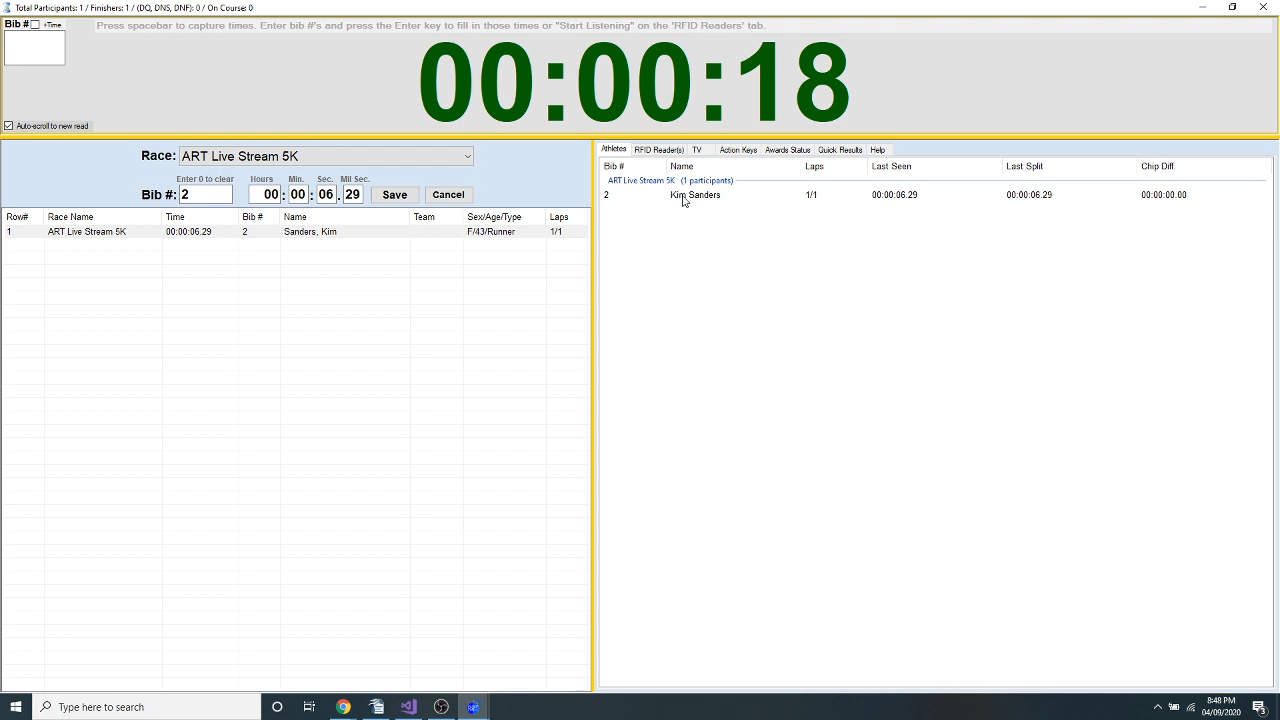 Total Participants: 1 / Finishers: 1 / (DQ, DNS, DNF): 0 / On Course: 0
Bib # +Time
Press spacebar to capture times. Enter bib #'s and press the Enter key to fill in those times or "Start Listening" on the 'RFID Readers' tab.
00:00:18
Auto-scroll to new read
Race: ART Live Stream 5K
Enter 0 to clear Hours Min. Sec. Mil Sec.
Bib #: 2 00 : 00 : 06 . 29 Save Cancel
Row# Race Name Time Bib # Name Team Sex/Age/Type Laps
1 ART Live Stream 5K 00:00:06.29 2 Sanders, Kim F/43/Runner 1/1
Athletes RFID Reader(s) TV Action Keys Awards Status Quick Results Help
Bib # Name Laps Last Seen Last Split Chip Diff.
ART Live Stream 5K (1 participants)
2 Kim Sanders 1/1 00:00:06.29 00:00:06.29 00:00:00.00
Type here to search
8:48 PM
04/09/2020
3